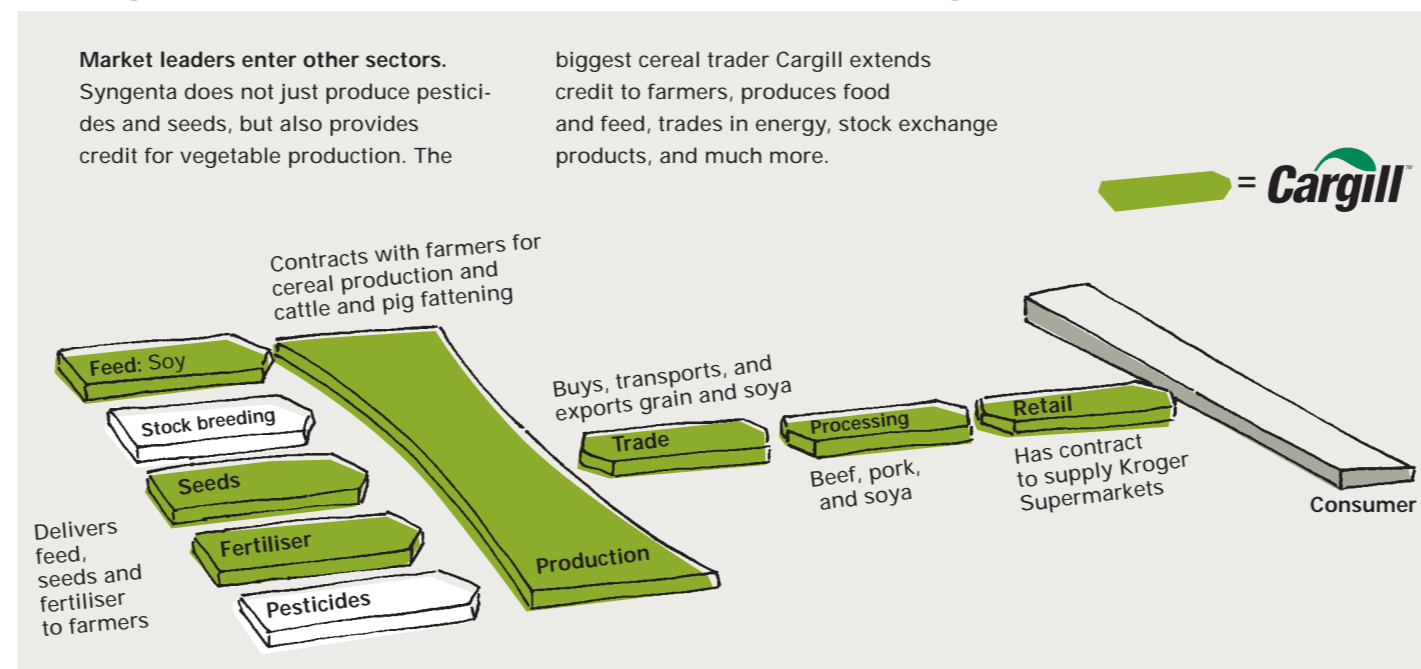 Market leaders enter other sectors.
Syngenta does not just produce pestici-
des and seeds, but also provides
credit for vegetable production. The
biggest cereal trader Cargill extends
credit to farmers, produces food
and feed, trades in energy, stock exchange
products, and much more.
= Cargill™
Contracts with farmers for
cereal production and
cattle and pig fattening
Feed: Soy
Stock breeding
Seeds
Fertiliser
Pesticides
Delivers
feed,
seeds and
fertiliser
to farmers
Production
Buys, transports, and
exports grain and soya
Trade
Processing
Beef, pork,
and soya
Retail
Has contract
to supply Kroger
Supermarkets
Consumer